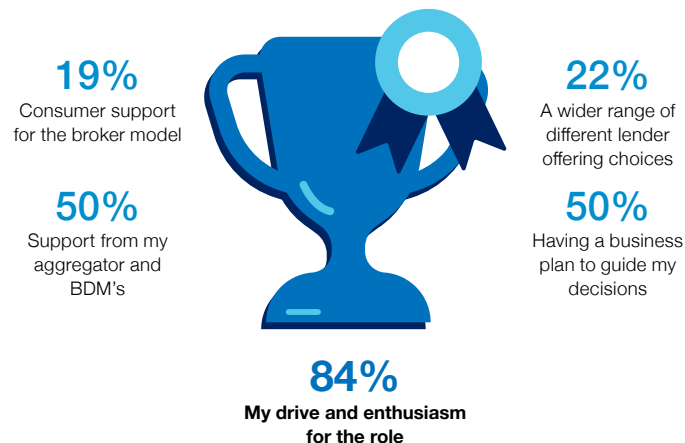 19%
Consumer support
for the broker model
22%
A wider range of
different lender
offering choices
50%
Support from my
aggregator and
BDM's
50%
Having a business
plan to guide my
decisions
84%
My drive and enthusiasm
for the role